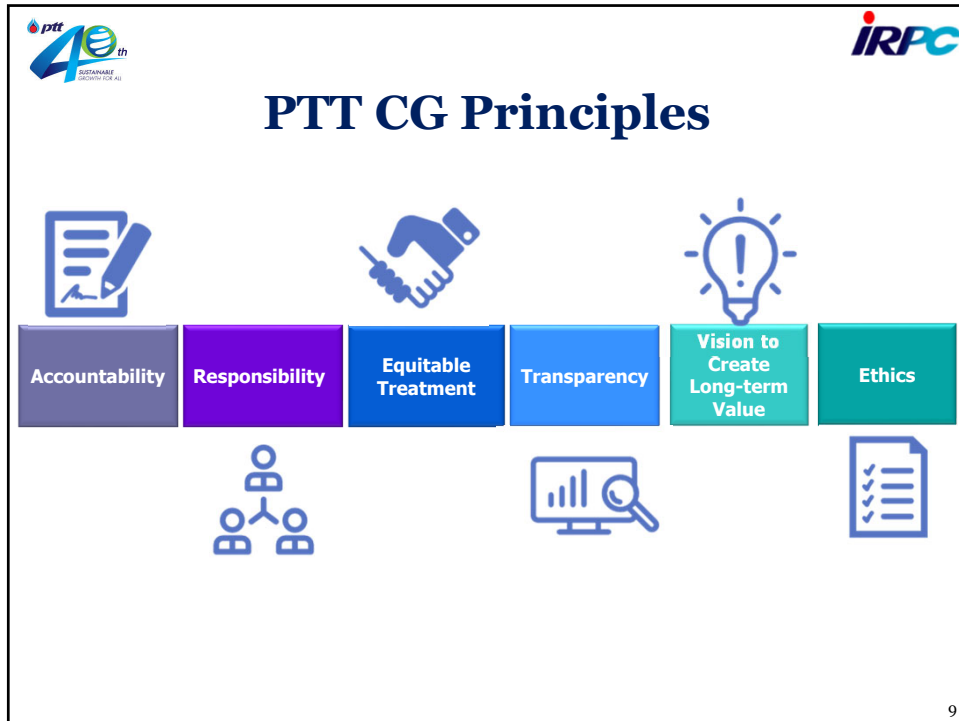 ptt
40th
SUSTAINABLE
GROWTH FOR ALL
IRPC
PTT CG Principles
Accountability
Responsibility
Equitable
Treatment
Transparency
Vision to
Create
Long-term
Value
Ethics
9